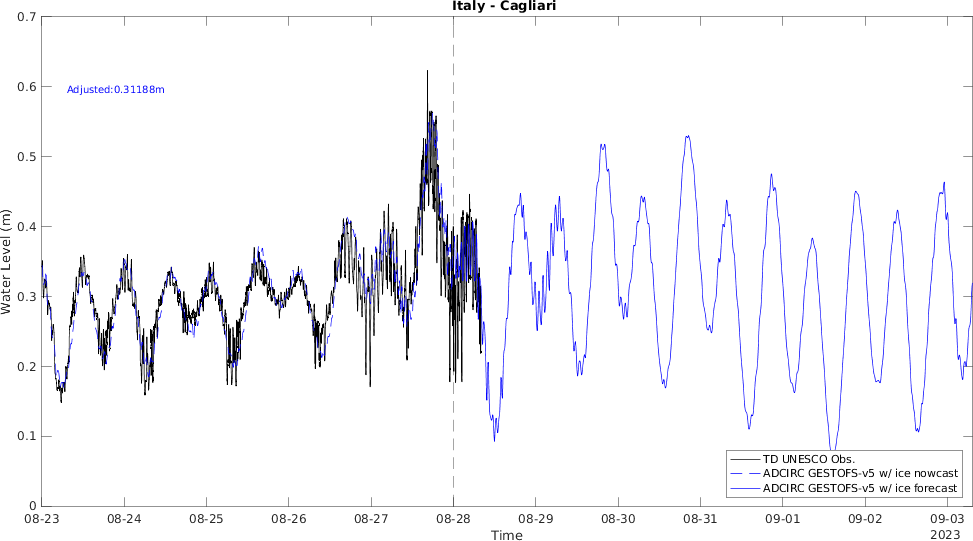 Italy - Cagliari
0.7
0.6
0.5
0.4
0.3
0.2
0.1
0
Water Level (m)
Adjusted:0.31188m
TD UNESCO Obs.
ADCIRC GESTOFS-v5 w/ ice nowcast
ADCIRC GESTOFS-v5 w/ ice forecast
08-23 08-24 08-25 08-26 08-27 08-28 08-29 08-30 08-31 09-01 09-02 09-03
2023
Time